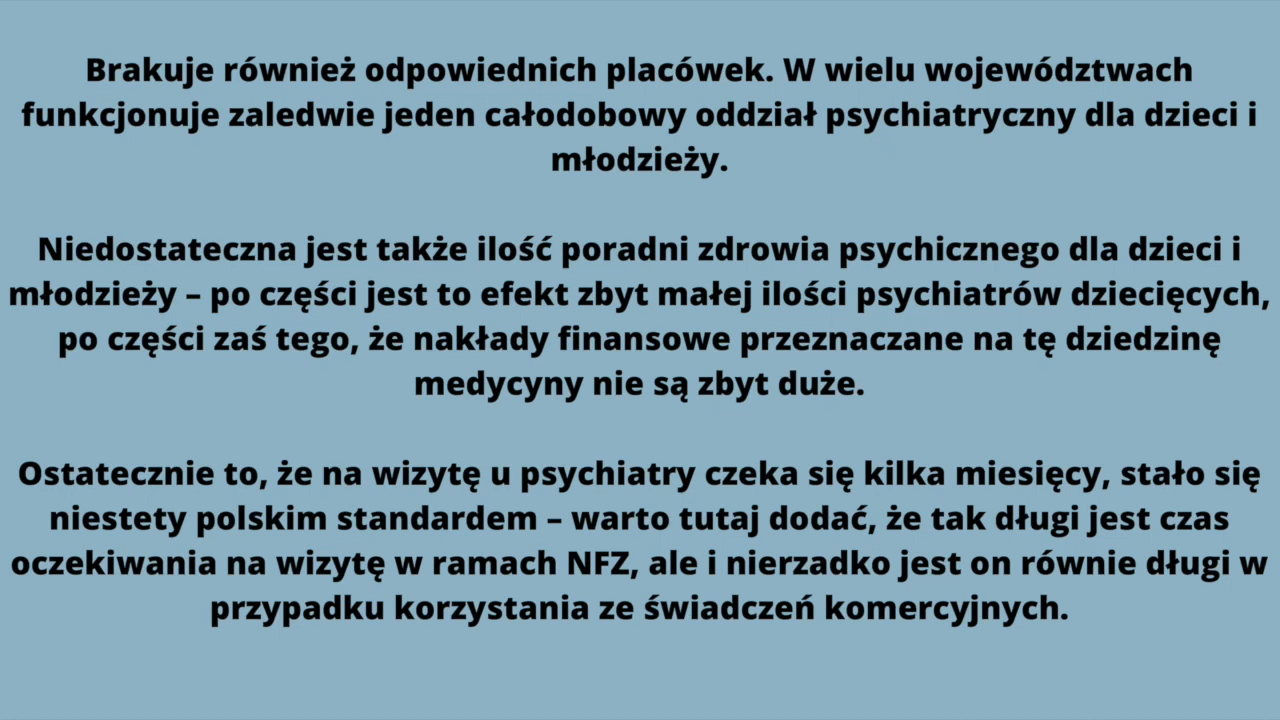 Brakuje również odpowiednich placówek. W wielu województwach
funkcjonuje zaledwie jeden całodobowy oddział psychiatryczny dla dzieci i
młodzieży.
Niedostateczna jest także ilość poradni zdrowia psychicznego dla dzieci i
młodzieży – po części jest to efekt zbyt małej ilości psychiatrów dziecięcych,
po części zaś tego, że nakłady finansowe przeznaczane na tę dziedzinę
medycyny nie są zbyt duże.
Ostatecznie to, że na wizytę u psychiatry czeka się kilka miesięcy, stało się
niestety polskim standardem – warto tutaj dodać, że tak długi jest czas
oczekiwania na wizytę w ramach NFZ, ale i nierzadko jest on równie długi w
przypadku korzystania ze świadczeń komercyjnych.